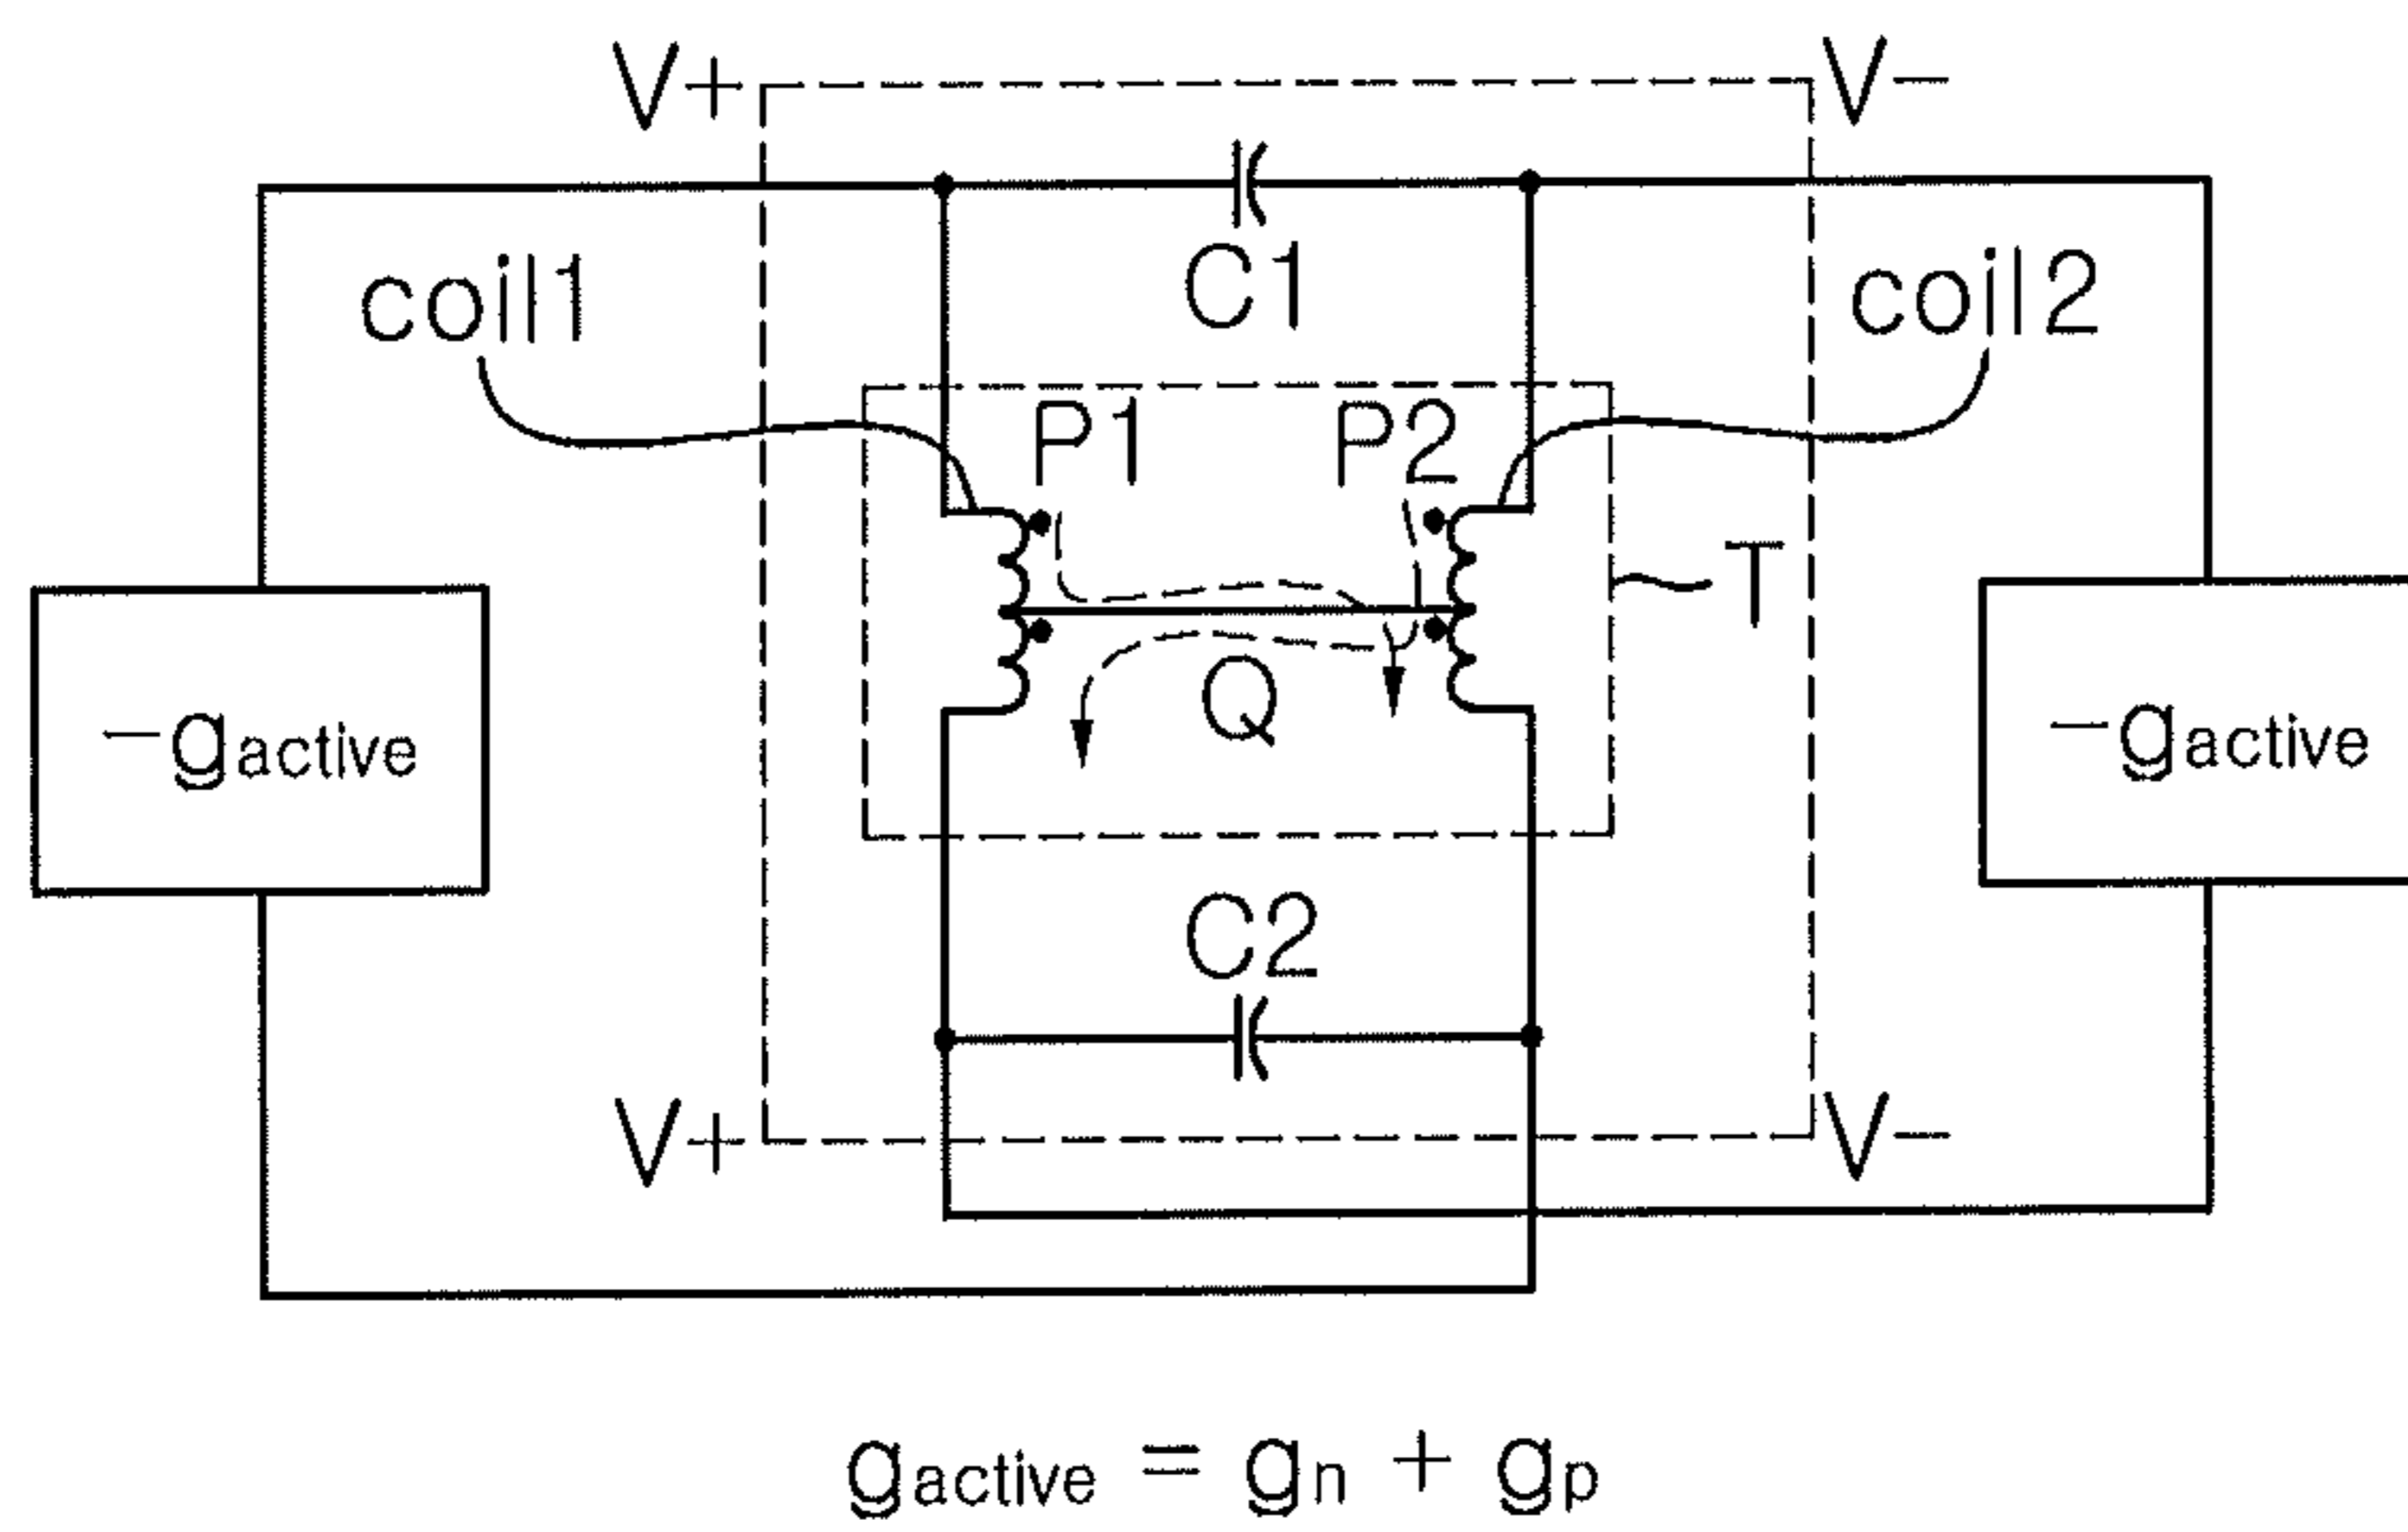 V+ V-
C1
coil1 coil2
P1 P2
T
Q
-gactive -gactive
C2
V+ V-
gactive = gn + gp